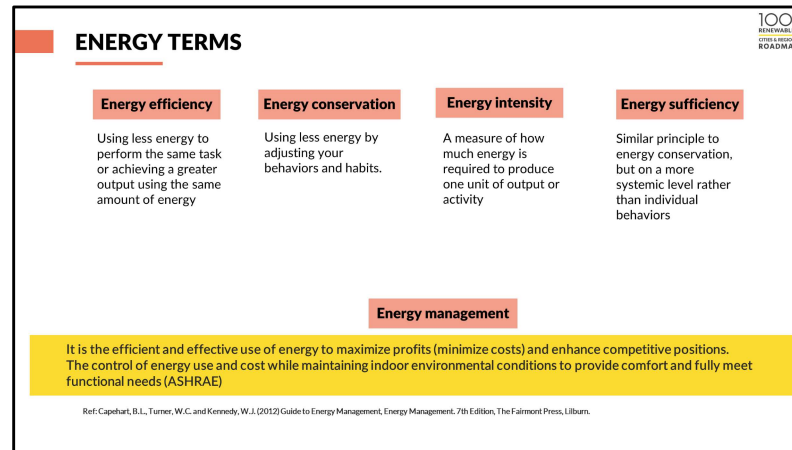 100
RENEWABL
CITIES & REGIO
ROADMA
ENERGY TERMS
Energy efficiency
Using less energy to
perform the same task
or achieving a greater
output using the same
amount of energy
Energy conservation
Using less energy by
adjusting your
behaviors and habits.
Energy intensity
A measure of how
much energy is
required to produce
one unit of output or
activity
Energy sufficiency
Similar principle to
energy conservation,
but on a more
systemic level rather
than individual
behaviors
Energy management
It is the efficient and effective use of energy to maximize profits (minimize costs) and enhance competitive positions.
The control of energy use and cost while maintaining indoor environmental conditions to provide comfort and fully meet
functional needs (ASHRAE)
Ref: Capehart, B.L., Turner, W.C. and Kennedy, W.J. (2012) Guide to Energy Management, Energy Management. 7th Edition, The Fairmont Press, Lilburn.